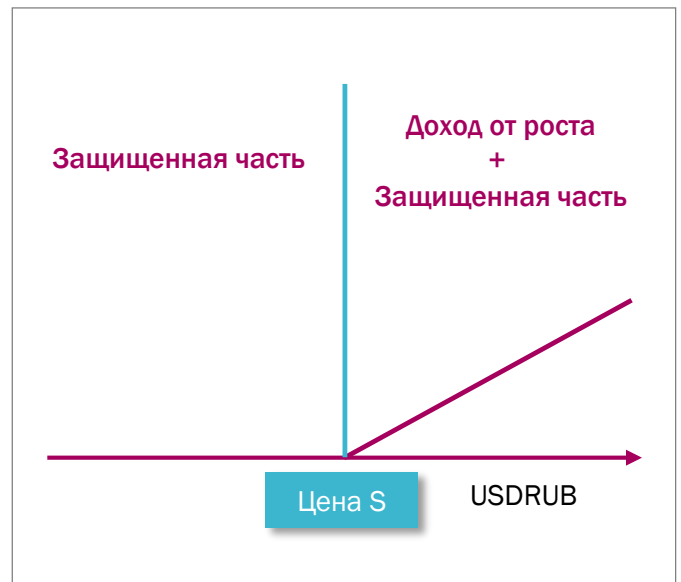 Защищенная часть
Доход от роста
+
Защищенная часть
Цена S
USDRUB